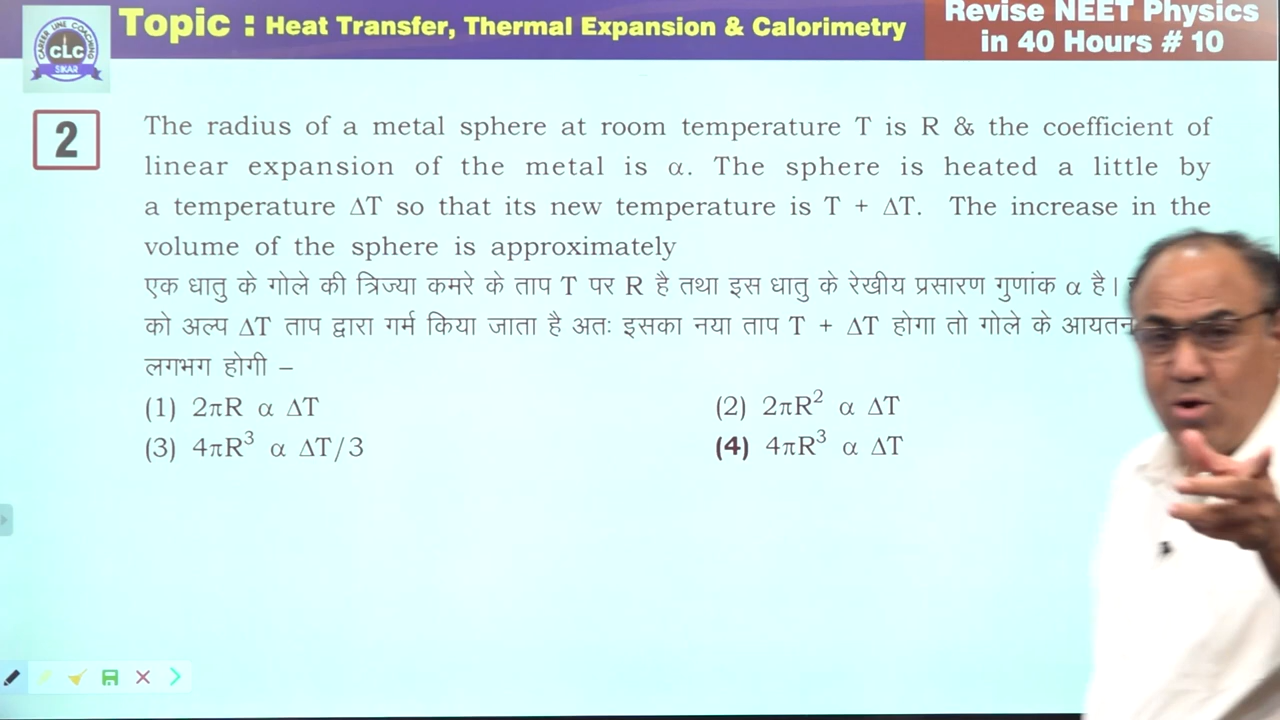 Topic : Heat Transfer, Thermal Expansion & Calorimetry
Revise NEET Physics
in 40 Hours # 10
CAREER LINE COACHING
CLC
SIKAR
2
The radius of a metal sphere at room temperature T is R & the coefficient of
linear expansion of the metal is α. The sphere is heated a little by
a temperature ΔT so that its new temperature is T + ΔT. The increase in the
volume of the sphere is approximately
एक धातु के गोले की त्रिज्या कमरे के ताप T पर R है तथा इस धातु के रेखीय प्रसारण गुणांक α है।
को अल्प ΔT ताप द्वारा गर्म किया जाता है अतः इसका नया ताप T + ΔT होगा तो गोले के आयतन
लगभग होगी –
(1) 2πR α ΔT
(2) 2πR² α ΔT
(3) 4πR³ α ΔT/3
(4) 4πR³ α ΔT